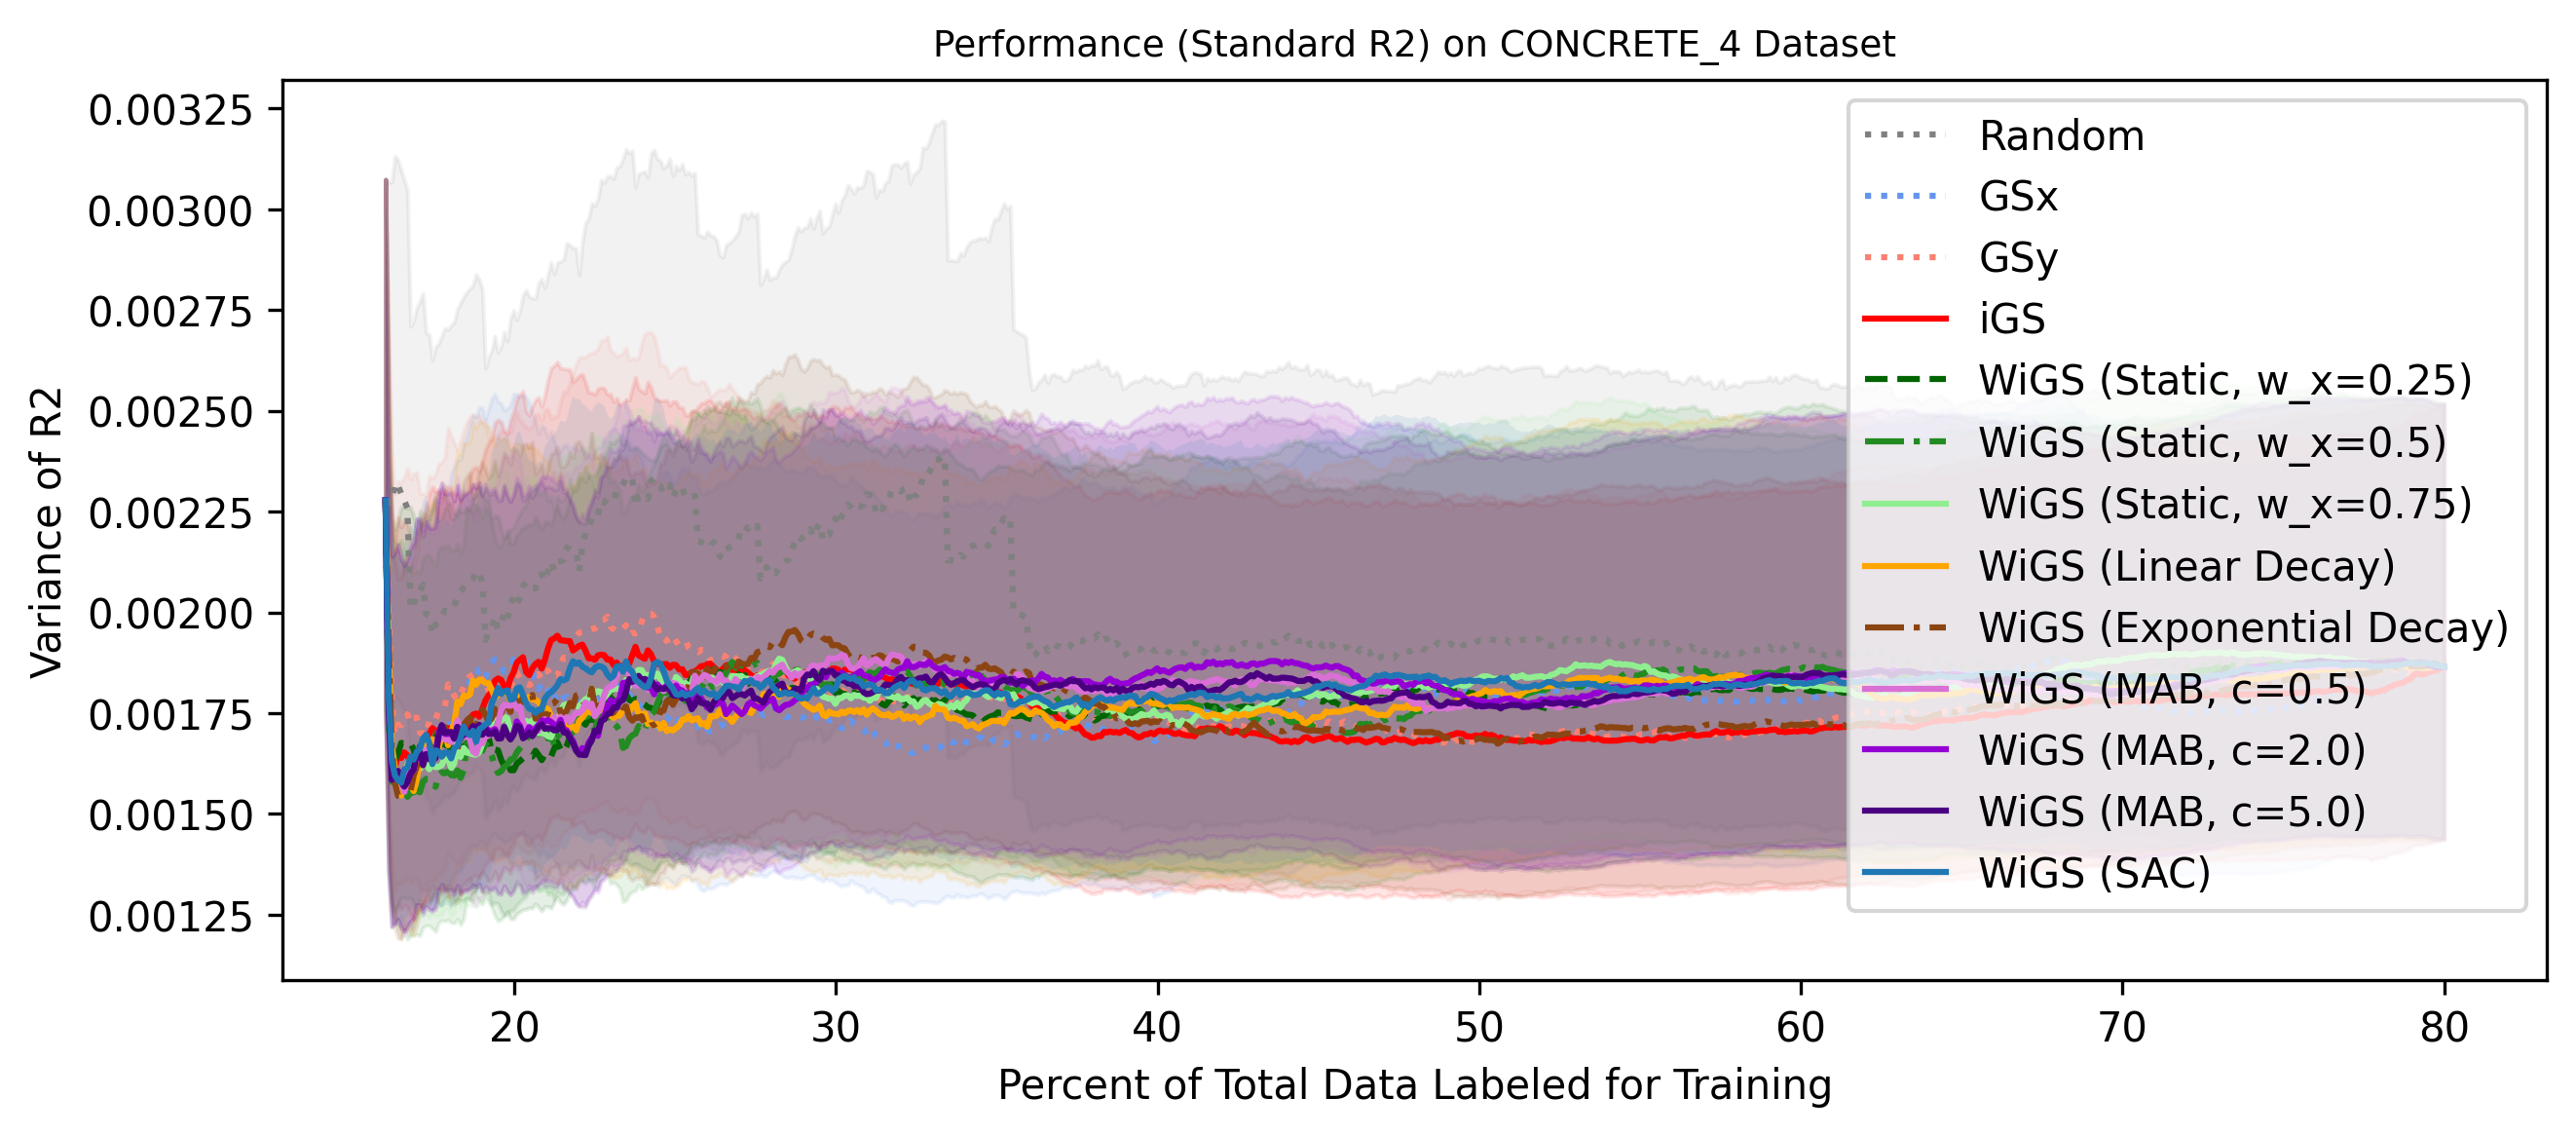 Performance (Standard R2) on CONCRETE_4 Dataset
Variance of R2
0.00325
0.00300
0.00275
0.00250
0.00225
0.00200
0.00175
0.00150
0.00125
Random
GSx
GSy
iGS
WiGS (Static, w_x=0.25)
WiGS (Static, w_x=0.5)
WiGS (Static, w_x=0.75)
WiGS (Linear Decay)
WiGS (Exponential Decay)
WiGS (MAB, c=0.5)
WiGS (MAB, c=2.0)
WiGS (MAB, c=5.0)
WiGS (SAC)
20 30 40 50 60 70 80
Percent of Total Data Labeled for Training